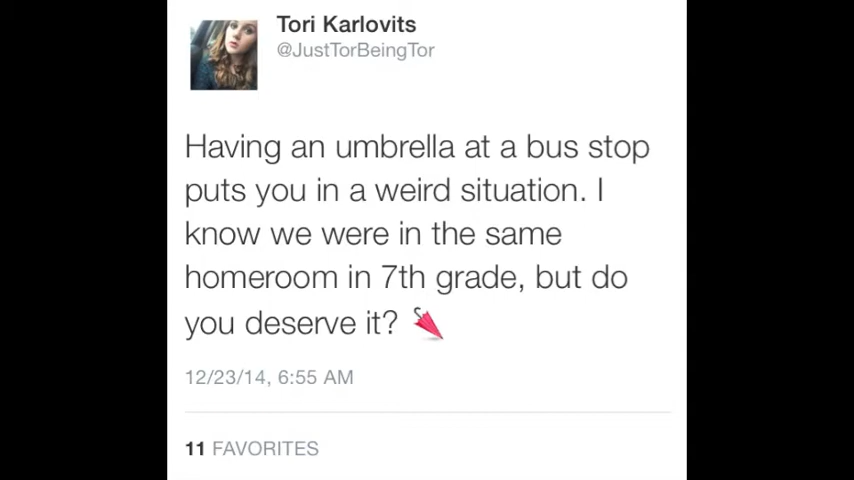 Tori Karlovits
@JustTorBeingTor
Having an umbrella at a bus stop
puts you in a weird situation. I
know we were in the same
homeroom in 7th grade, but do
you deserve it? 🌂
12/23/14, 6:55 AM
11 FAVORITES